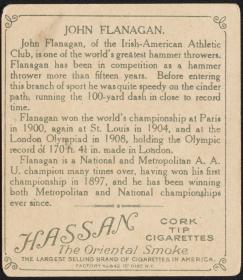 JOHN FLANAGAN.
John Flanagan, of the Irish-American Athletic
Club, is one of the world's greatest hammer throwers.
Flanagan has been in competition as a hammer
thrower more than fifteen years. Before entering
this branch of sport he was quite speedy on the cinder
path, running the 100-yard dash in close to record
time.
Flanagan won the world's championship at Paris
in 1900, again at St. Louis in 1904, and at the
London Olympiad in 1908, holding the Olympic
record of 170 ft. 4¼ in. made in London.
Flanagan is a National and Metropolitan A. A.
U. champion many times over, having won his first
championship in 1897, and he has been winning
both Metropolitan and National championships
ever since.
HASSAN
CORK
TIP
CIGARETTES
The Oriental Smoke
THE LARGEST SELLING BRAND OF CIGARETTES IN AMERICA.
FACTORY DIST. N.Y.